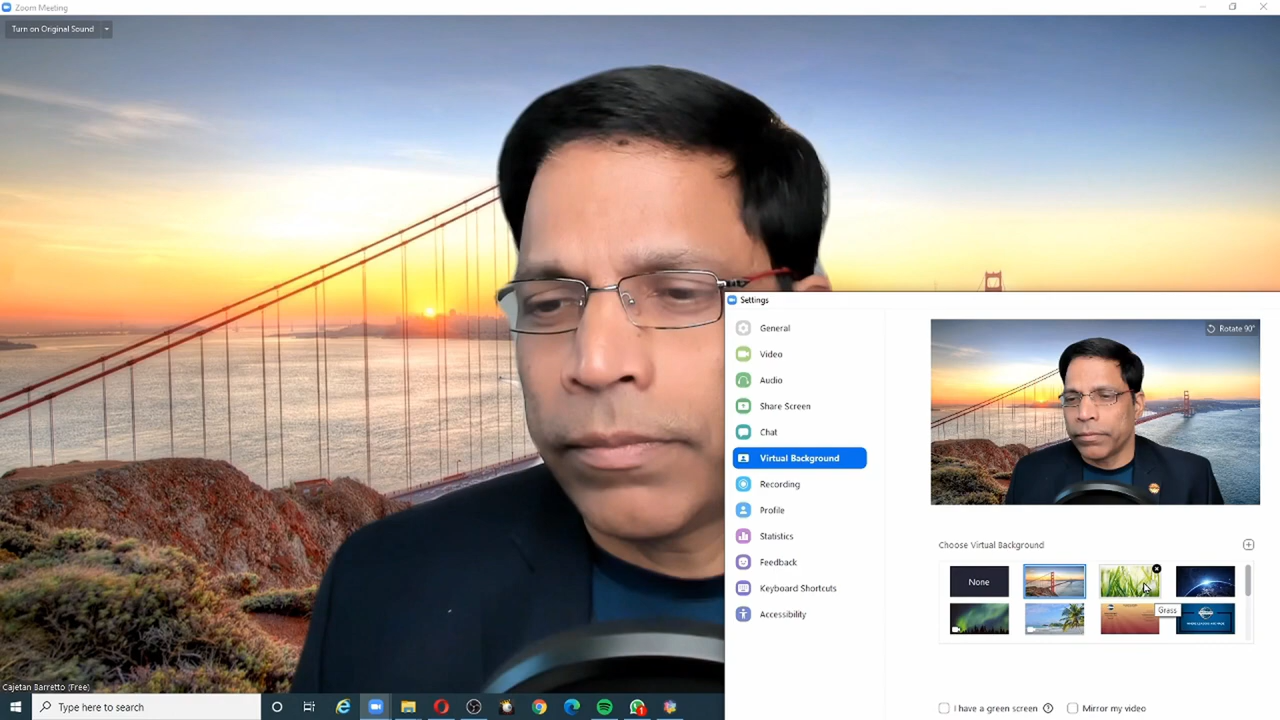 Zoom Meeting
Turn on Original Sound
Settings
General
Video
Audio
Share Screen
Chat
Virtual Background
Recording
Profile
Statistics
Feedback
Keyboard Shortcuts
Accessibility
Rotate 90°
Choose Virtual Background
None
Grass
I have a green screen
Mirror my video
Cajetan Barretto (Free)
Type here to search
1